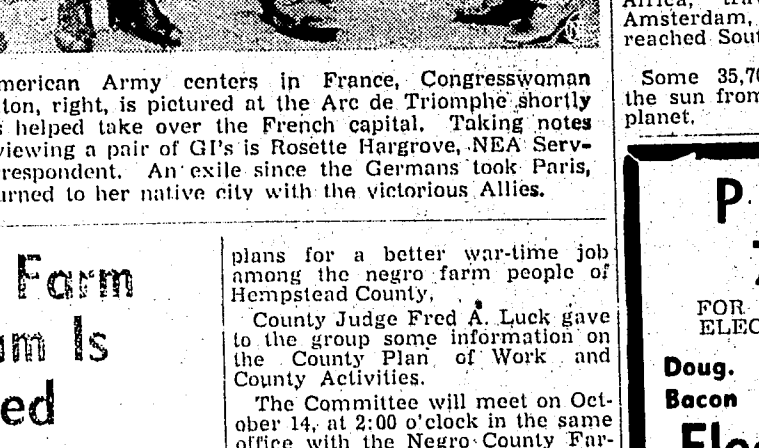 merican Army centers in France, Congresswoman
ton, right, is pictured at the Arc de Triomphe shortly
s helped take over the French capital. Taking notes
viewing a pair of GI's is Rosette Hargrove, NEA Serv-
rrespondent. An exile since the Germans took Paris,
urned to her native city with the victorious Allies.
Farm
um Is
ed
plans for a better war-time job
among the negro farm people of
Hempstead County.
County Judge Fred A. Luck gave
to the group some information on
the County Plan of Work and
County Activities.
The Committee will meet on Oct-
ober 14, at 2:00 o'clock in the same
office with the Negro County Far-
Amsterdam,
reached Sout
Some 35,70
the sun from
planet.
P
FOR
ELEC
Doug.
Bacon
Elec